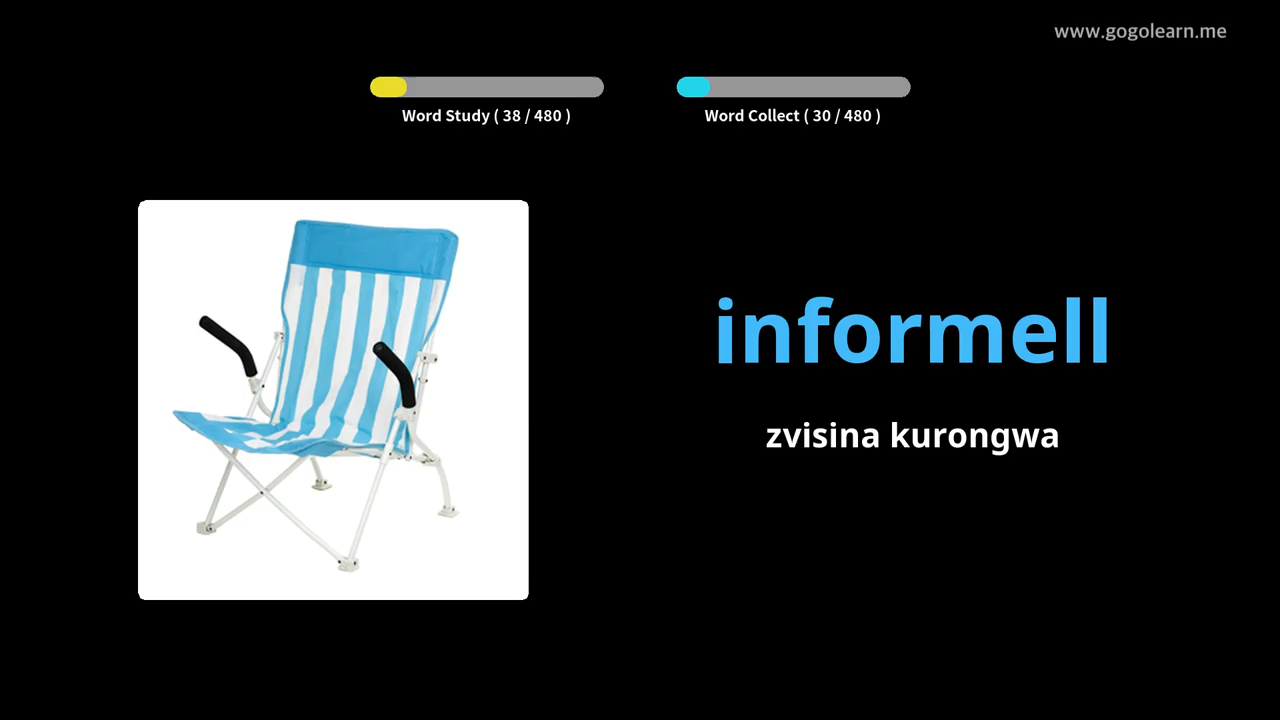 www.gogolearn.me
Word Study ( 38 / 480 )
Word Collect ( 30 / 480 )
informell
zvisina kurongwa